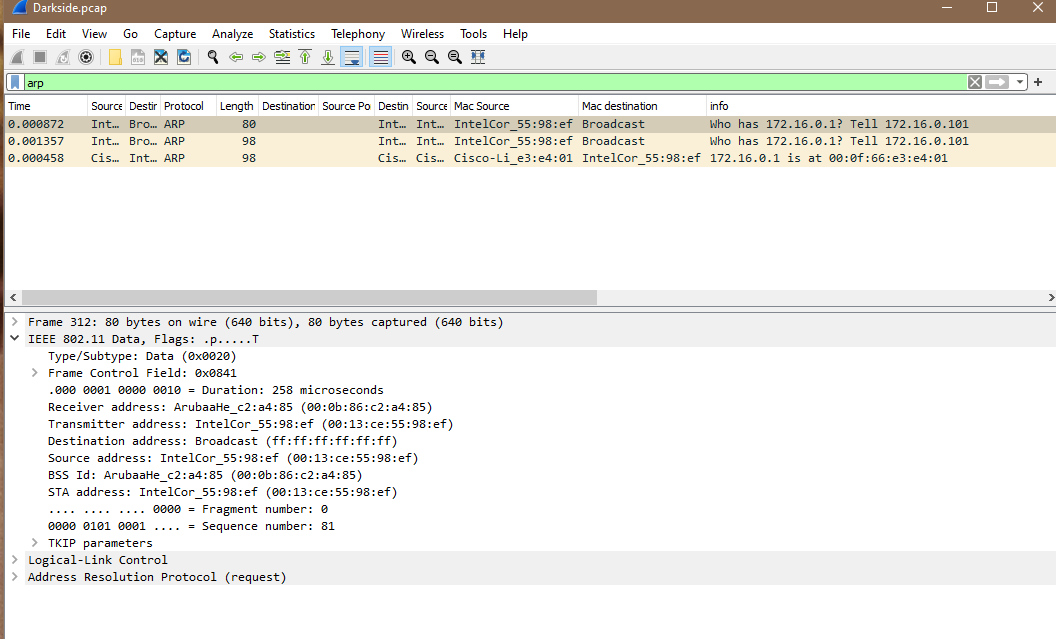 Darkside.pcap
File Edit View Go Capture Analyze Statistics Telephony Wireless Tools Help
arp
Time Source Destir Protocol Length Destination Source Po Destin Source Mac Source Mac destination info
0.000872 Int… Bro… ARP 80 Int… Int… IntelCor_55:98:ef Broadcast Who has 172.16.0.1? Tell 172.16.0.101
0.001357 Int… Bro… ARP 98 Int… Int… IntelCor_55:98:ef Broadcast Who has 172.16.0.1? Tell 172.16.0.101
0.000458 Cis… Int… ARP 98 Cis… Cis… Cisco-Li_e3:e4:01 IntelCor_55:98:ef 172.16.0.1 is at 00:0f:66:e3:e4:01
Frame 312: 80 bytes on wire (640 bits), 80 bytes captured (640 bits)
IEEE 802.11 Data, Flags: .p.....T
Type/Subtype: Data (0x0020)
Frame Control Field: 0x0841
.000 0001 0000 0010 = Duration: 258 microseconds
Receiver address: ArubaaHe_c2:a4:85 (00:0b:86:c2:a4:85)
Transmitter address: IntelCor_55:98:ef (00:13:ce:55:98:ef)
Destination address: Broadcast (ff:ff:ff:ff:ff:ff)
Source address: IntelCor_55:98:ef (00:13:ce:55:98:ef)
BSS Id: ArubaaHe_c2:a4:85 (00:0b:86:c2:a4:85)
STA address: IntelCor_55:98:ef (00:13:ce:55:98:ef)
.... .... .... 0000 = Fragment number: 0
0000 0101 0001 .... = Sequence number: 81
TKIP parameters
Logical-Link Control
Address Resolution Protocol (request)